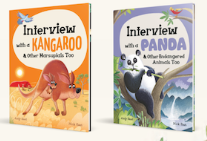 Interview
with a
KANGAROO
& Other Marsupials Too
Interview
with a
PANDA
& Other Endangered
Animals Too